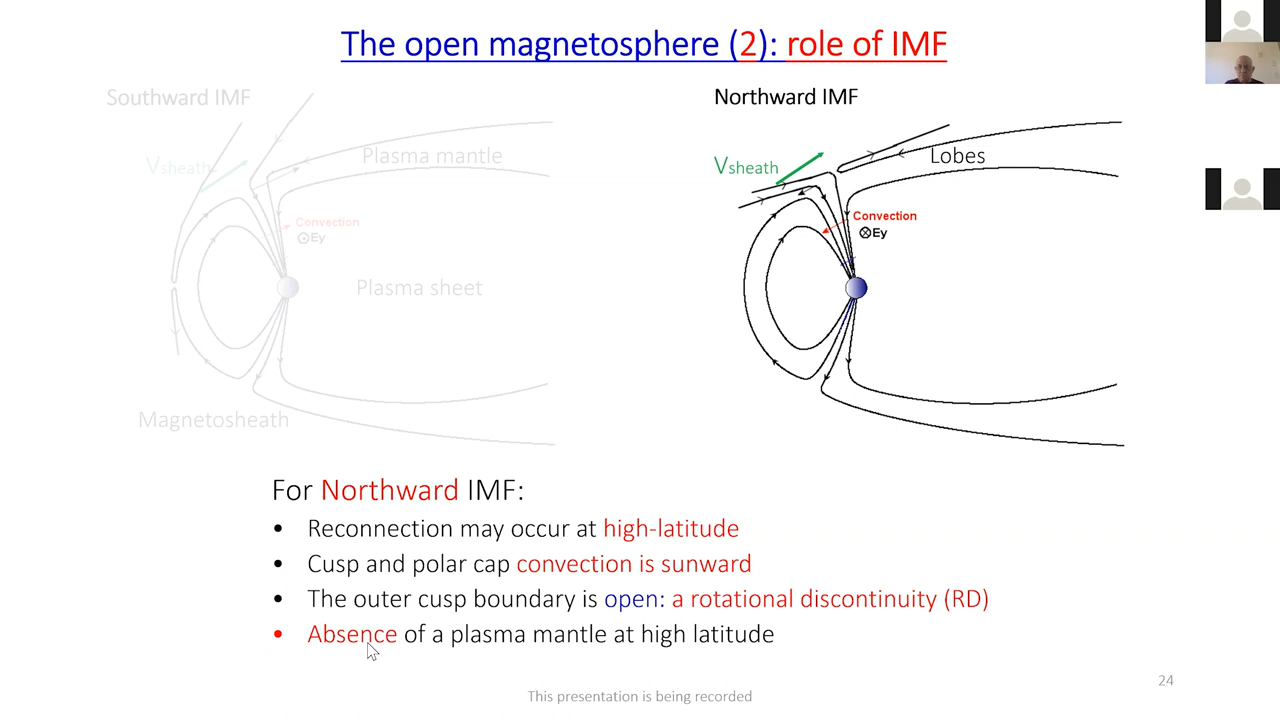 The open magnetosphere (2): role of IMF
Southward IMF
Vsheath
Plasma mantle
Convection
⊙Ey
Plasma sheet
Magnetosheath
Northward IMF
Vsheath
Lobes
Convection
⊗Ey
For Northward IMF:
• Reconnection may occur at high-latitude
• Cusp and polar cap convection is sunward
• The outer cusp boundary is open: a rotational discontinuity (RD)
• Absence of a plasma mantle at high latitude
24
This presentation is being recorded